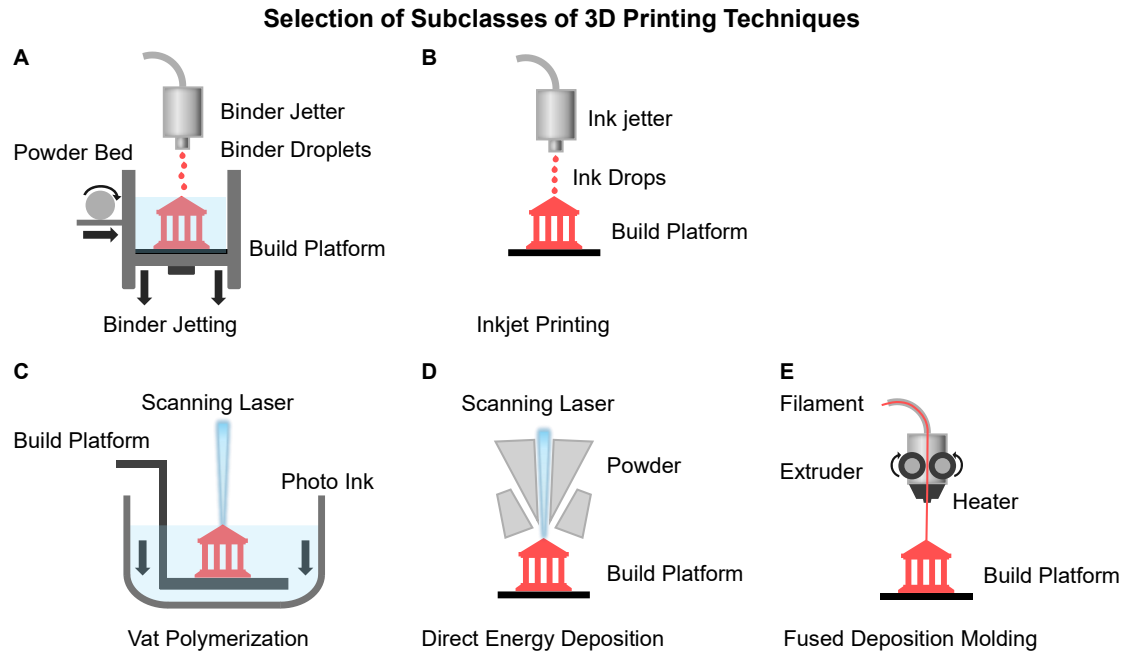 Selection of Subclasses of 3D Printing Techniques
A
Binder Jetter
Powder Bed
Binder Droplets
Build Platform
Binder Jetting
B
Ink jetter
Ink Drops
Build Platform
Inkjet Printing
C
Scanning Laser
Build Platform
Photo Ink
Vat Polymerization
D
Scanning Laser
Powder
Build Platform
Direct Energy Deposition
E
Filament
Extruder
Heater
Build Platform
Fused Deposition Molding